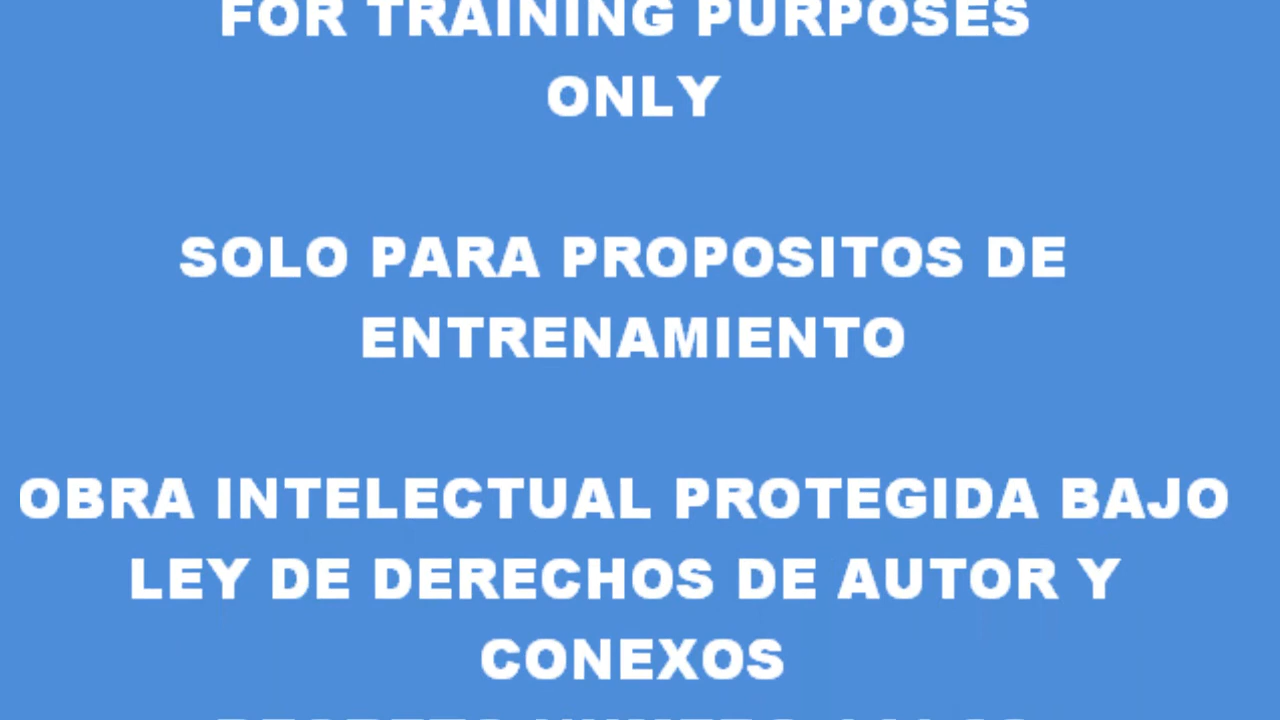 FOR TRAINING PURPOSES
ONLY
SOLO PARA PROPOSITOS DE
ENTRENAMIENTO
OBRA INTELECTUAL PROTEGIDA BAJO
LEY DE DERECHOS DE AUTOR Y
CONEXOS